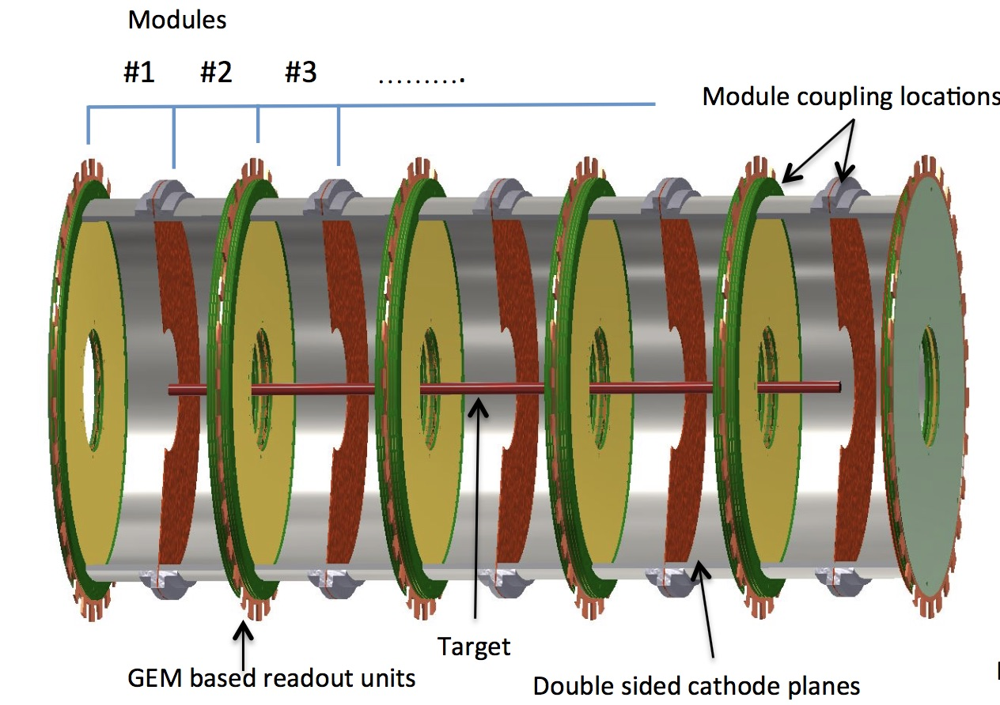 Modules
#1 #2 #3 ..........
Module coupling locations
Target
GEM based readout units
Double sided cathode planes